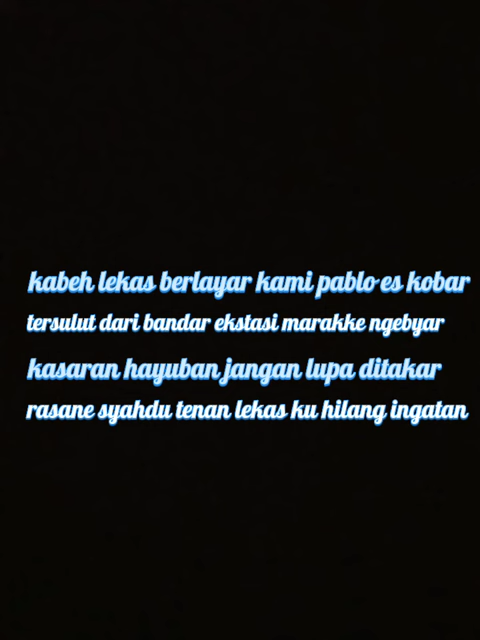 kabeh lekas berlayar kami pablo es kobar
tersulut dari bandar ekstasi marakke ngebyar
kasaran hayuban jangan lupa ditakar
rasane syahdu tenan lekas ku hilang ingatan